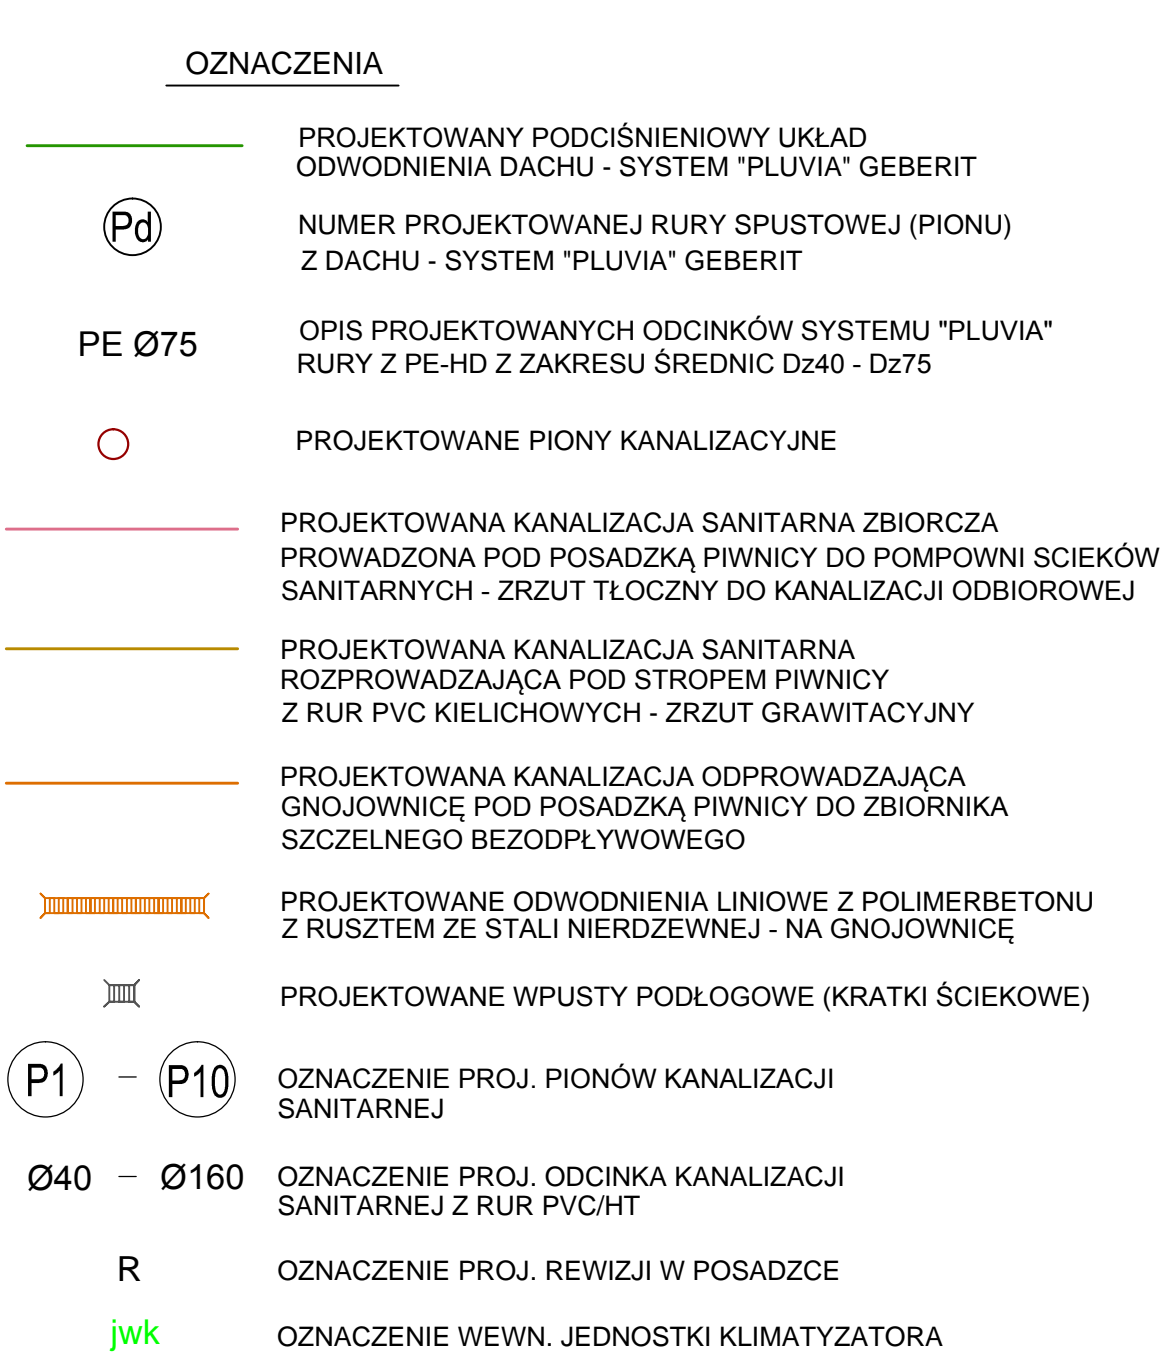 OZNACZENIA
PROJEKTOWANY PODCIŚNIENIOWY UKŁAD
ODWODNIENIA DACHU - SYSTEM "PLUVIA" GEBERIT
Pd NUMER PROJEKTOWANEJ RURY SPUSTOWEJ (PIONU)
Z DACHU - SYSTEM "PLUVIA" GEBERIT
PE Ø75 OPIS PROJEKTOWANYCH ODCINKÓW SYSTEMU "PLUVIA"
RURY Z PE-HD Z ZAKRESU ŚREDNIC Dz40 - Dz75
PROJEKTOWANE PIONY KANALIZACYJNE
PROJEKTOWANA KANALIZACJA SANITARNA ZBIORCZA
PROWADZONA POD POSADZKĄ PIWNICY DO POMPOWNI SCIEKÓW
SANITARNYCH - ZRZUT TŁOCZNY DO KANALIZACJI ODBIOROWEJ
PROJEKTOWANA KANALIZACJA SANITARNA
ROZPROWADZAJĄCA POD STROPEM PIWNICY
Z RUR PVC KIELICHOWYCH - ZRZUT GRAWITACYJNY
PROJEKTOWANA KANALIZACJA ODPROWADZAJĄCA
GNOJOWNICĘ POD POSADZKĄ PIWNICY DO ZBIORNIKA
SZCZELNEGO BEZODPŁYWOWEGO
PROJEKTOWANE ODWODNIENIA LINIOWE Z POLIMERBETONU
Z RUSZTEM ZE STALI NIERDZEWNEJ - NA GNOJOWNICĘ
PROJEKTOWANE WPUSTY PODŁOGOWE (KRATKI ŚCIEKOWE)
P1 – P10 OZNACZENIE PROJ. PIONÓW KANALIZACJI
SANITARNEJ
Ø40 – Ø160 OZNACZENIE PROJ. ODCINKA KANALIZACJI
SANITARNEJ Z RUR PVC/HT
R OZNACZENIE PROJ. REWIZJI W POSADZCE
jwk OZNACZENIE WEWN. JEDNOSTKI KLIMATYZATORA